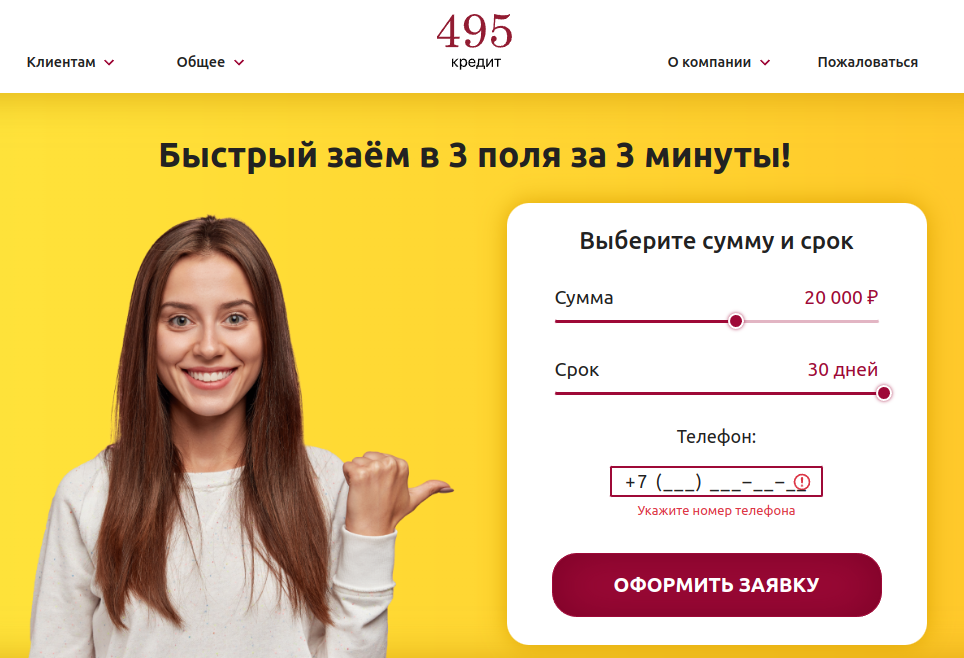 495
кредит
Клиентам
Общее
О компании
Пожаловаться
Быстрый заём в 3 поля за 3 минуты!
Выберите сумму и срок
Сумма
20 000 ₽
Срок
30 дней
Телефон:
+7 (___) ___-__-__
Укажите номер телефона
ОФОРМИТЬ ЗАЯВКУ